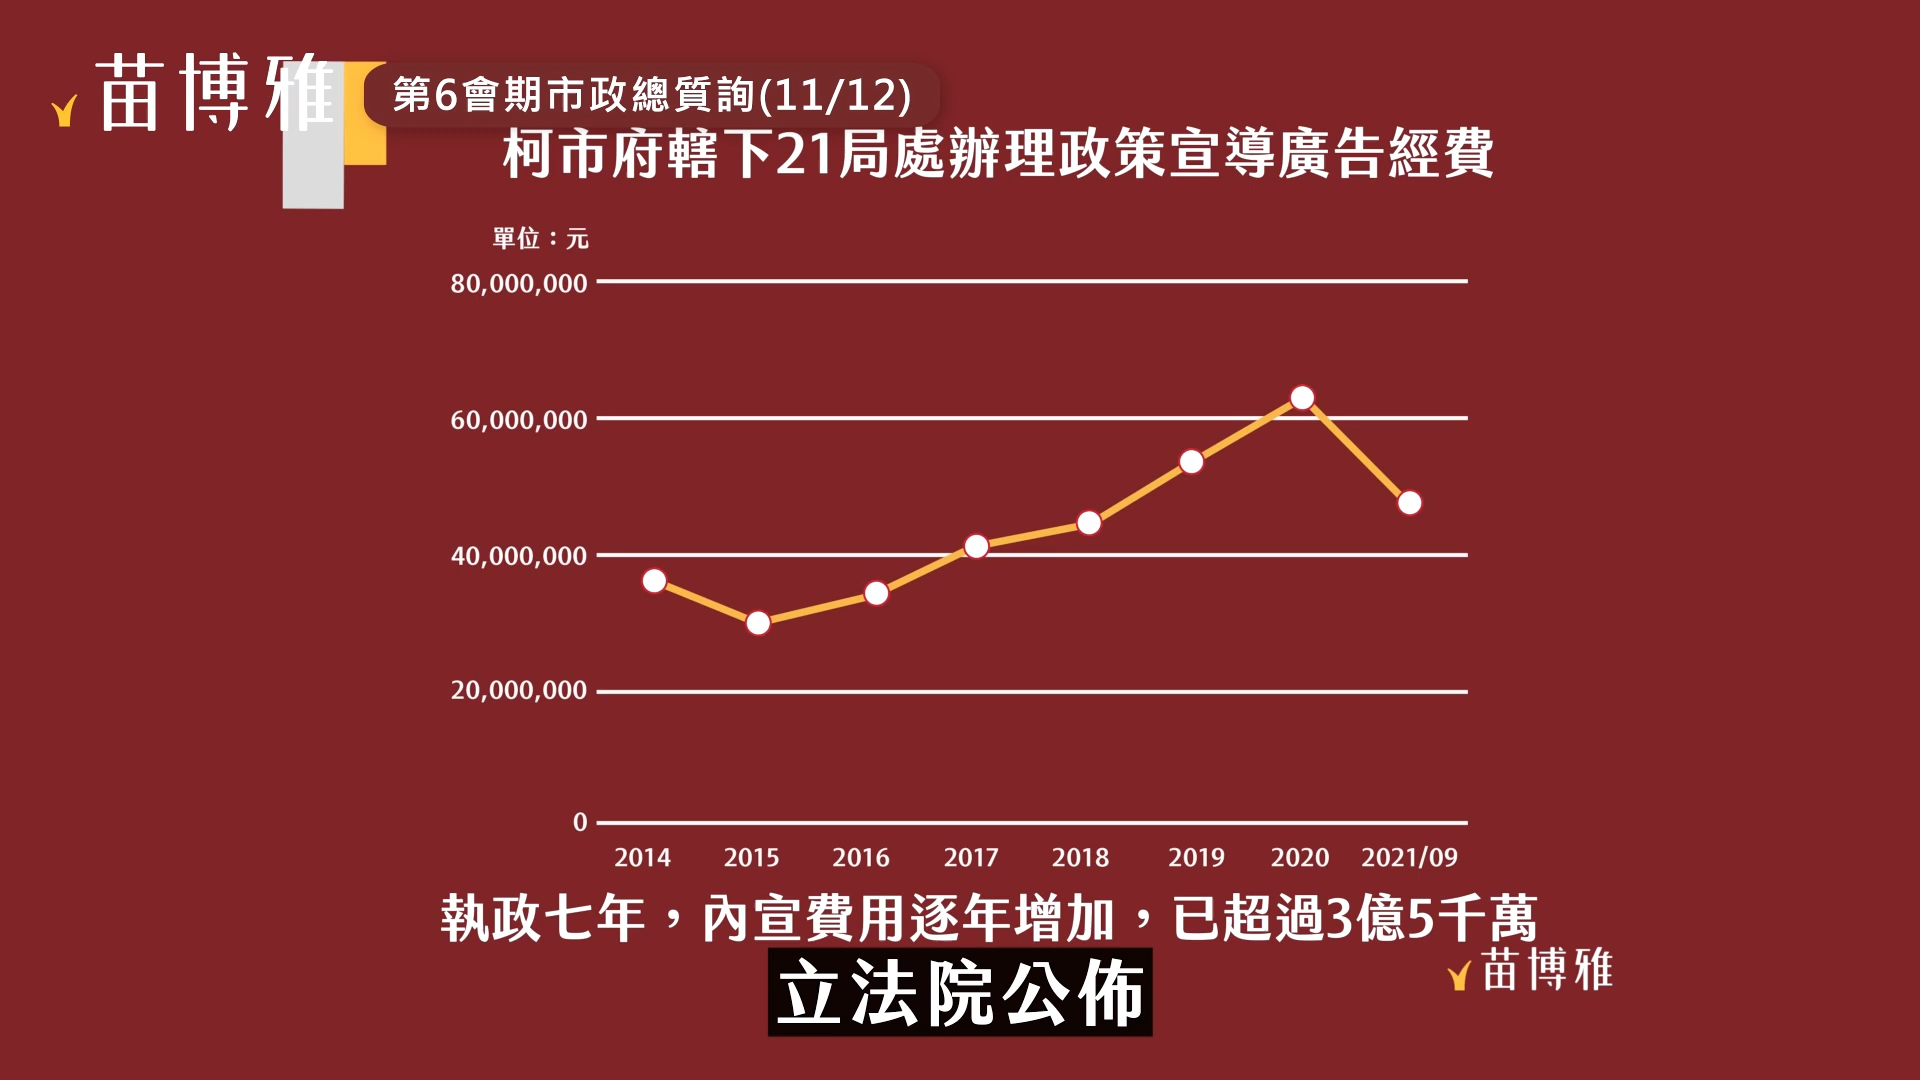 苗博雅
第6會期市政總質詢(11/12)
柯市府轄下21局處辦理政策宣導廣告經費
單位：元
80,000,000
60,000,000
40,000,000
20,000,000
0
2014 2015 2016 2017 2018 2019 2020 2021/09
執政七年，內宣費用逐年增加，已超過3億5千萬
苗博雅
立法院公佈